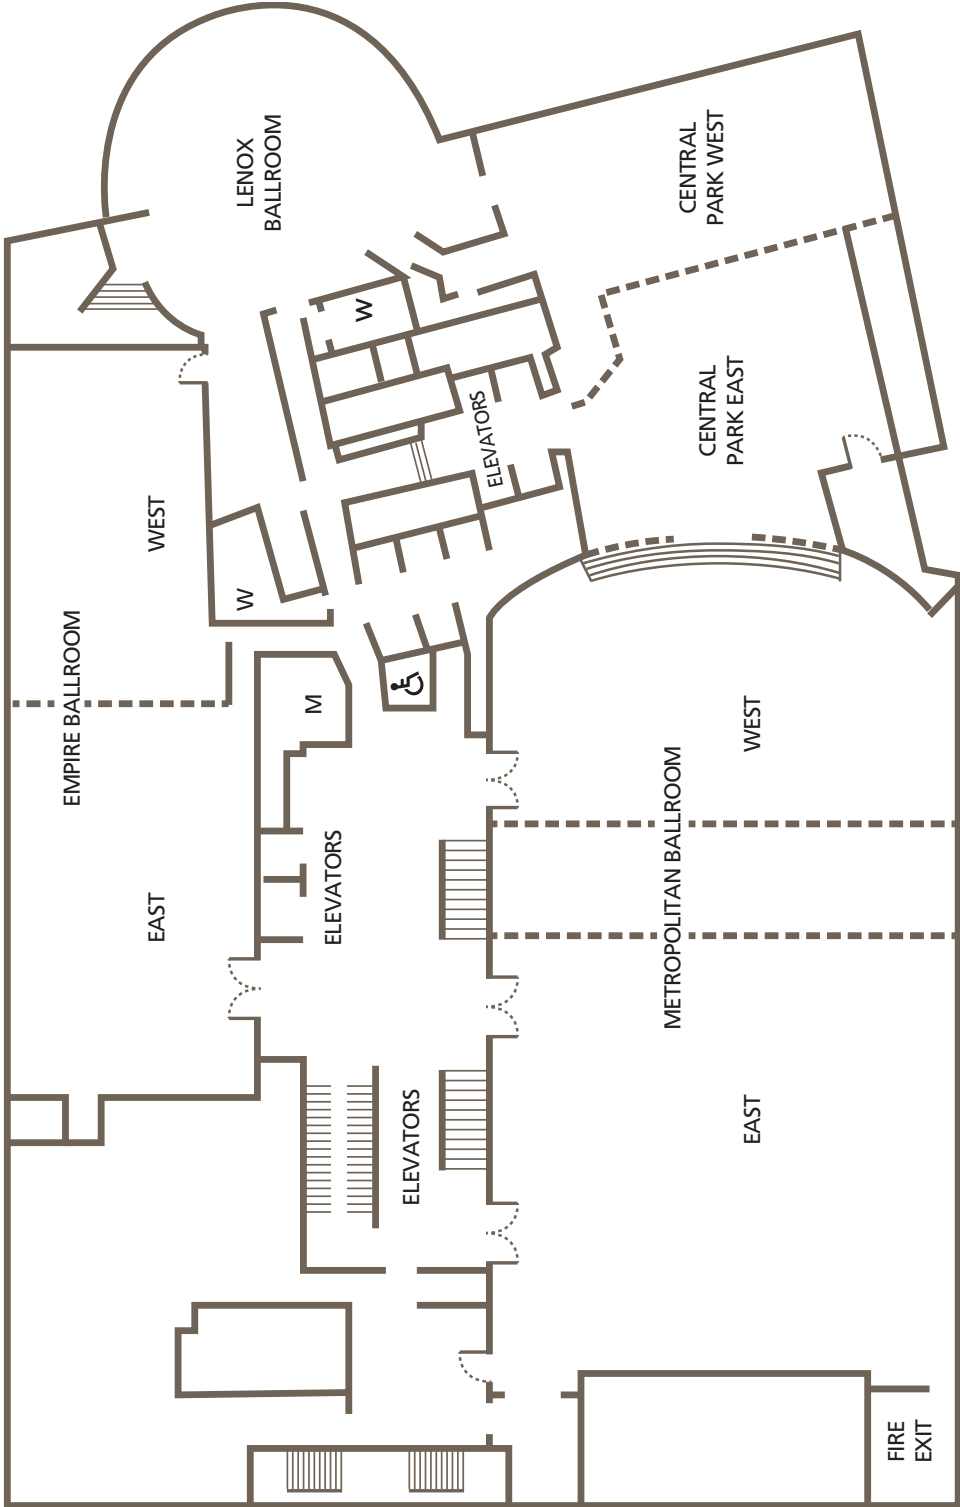 LENOX
BALLROOM
CENTRAL
PARK WEST
W
CENTRAL
PARK EAST
ELEVATORS
WEST
W
EMPIRE BALLROOM
M
WEST
EAST
ELEVATORS
METROPOLITAN BALLROOM
ELEVATORS
EAST
FIRE
EXIT